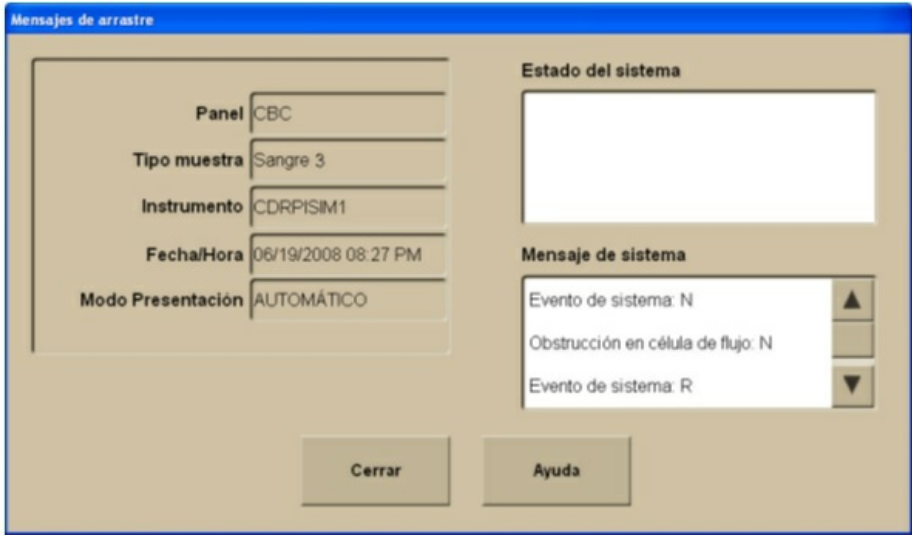 Mensajes de arrastre
Panel CBC
Tipo muestra Sangre 3
Instrumento CDRPISIM1
Fecha/Hora 06/19/2008 08:27 PM
Modo Presentación AUTOMÁTICO
Estado del sistema
Mensaje de sistema
Evento de sistema: N
Obstrucción en célula de flujo: N
Evento de sistema: R
Cerrar
Ayuda